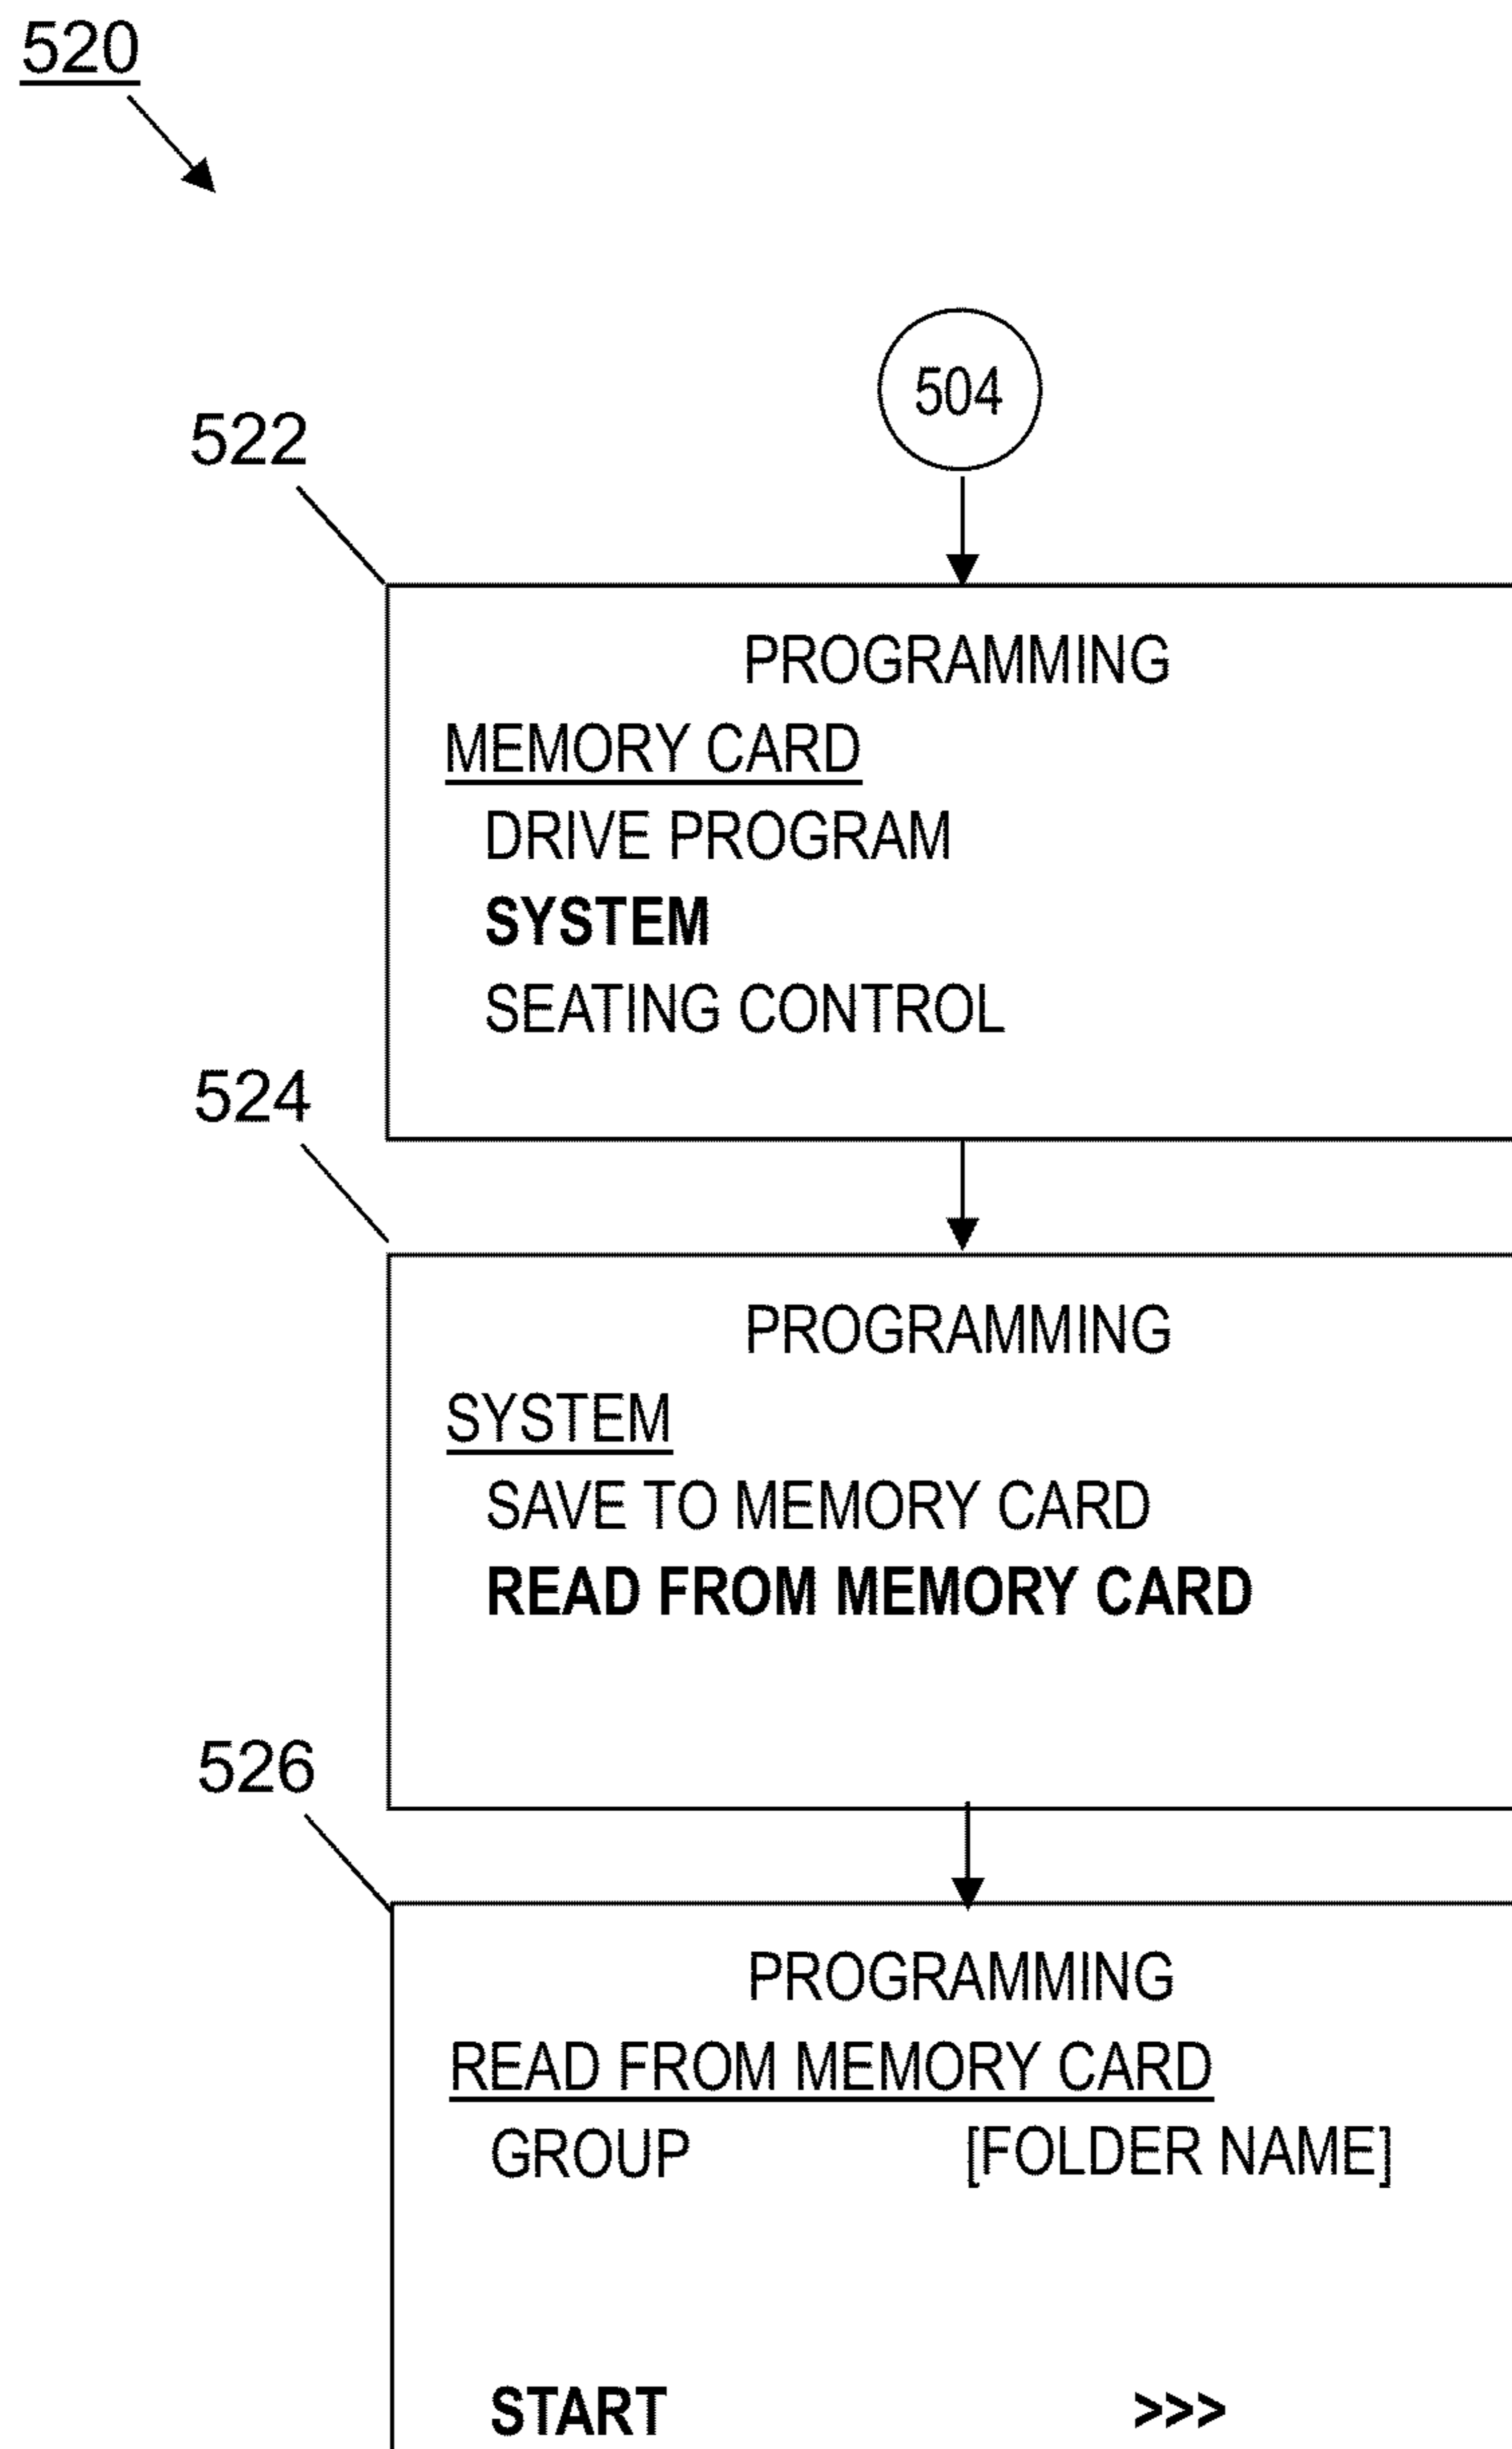 520
504
522
PROGRAMMING
MEMORY CARD
DRIVE PROGRAM
SYSTEM
SEATING CONTROL
524
PROGRAMMING
SYSTEM
SAVE TO MEMORY CARD
READ FROM MEMORY CARD
526
PROGRAMMING
READ FROM MEMORY CARD
GROUP [FOLDER NAME]
START >>>